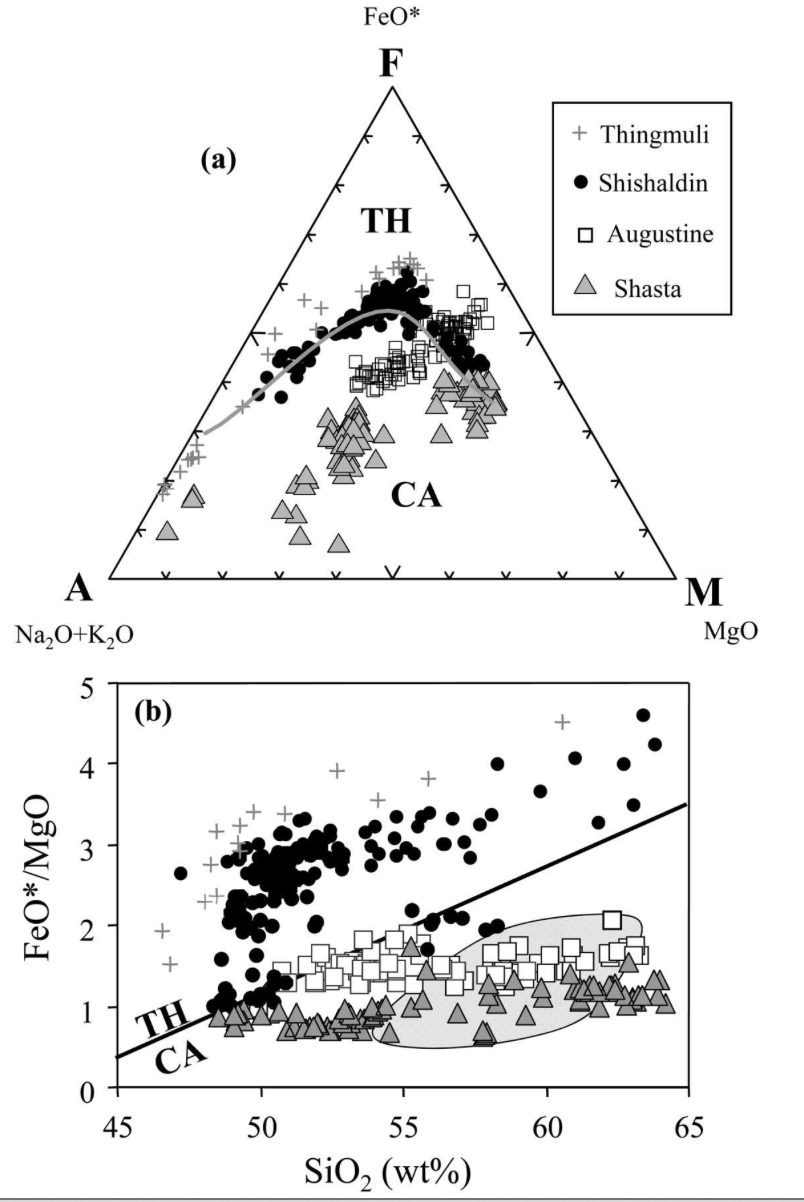 FeO*
F
(a)
Thingmuli
Shishaldin
Augustine
Shasta
TH
CA
A
M
Na₂O+K₂O
MgO
(b)
5
4
3
2
1
0
FeO*/MgO
TH
CA
45
50
55
60
65
SiO₂ (wt%)